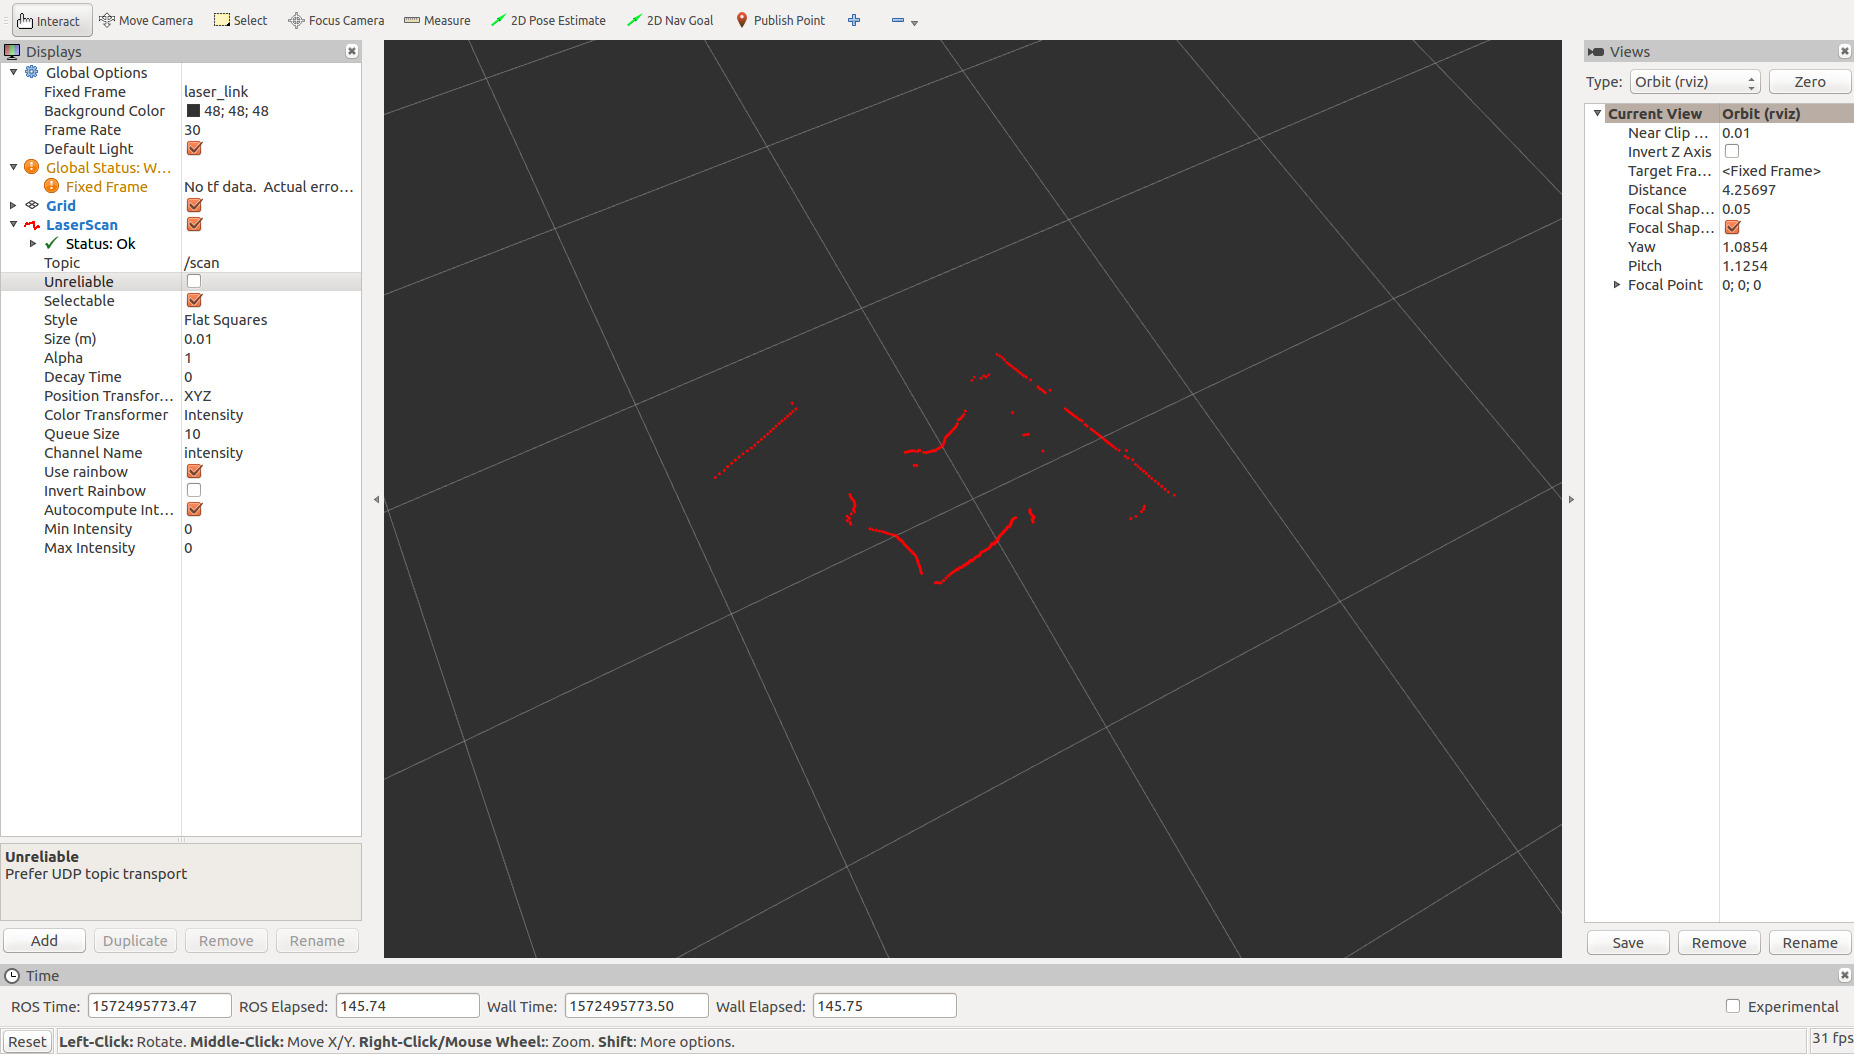 Interact Move Camera Select Focus Camera Measure 2D Pose Estimate 2D Nav Goal Publish Point
Displays
Global Options
Fixed Frame laser_link
Background Color 48; 48; 48
Frame Rate 30
Default Light
Global Status: W...
Fixed Frame No tf data. Actual erro...
Grid
LaserScan
Status: Ok
Topic /scan
Unreliable
Selectable
Style Flat Squares
Size (m) 0.01
Alpha 1
Decay Time 0
Position Transfor... XYZ
Color Transformer Intensity
Queue Size 10
Channel Name intensity
Use rainbow
Invert Rainbow
Autocompute Int...
Min Intensity 0
Max Intensity 0
Unreliable
Prefer UDP topic transport
Add Duplicate Remove Rename
Views
Type: Orbit (rviz) Zero
Current View Orbit (rviz)
Near Clip ... 0.01
Invert Z Axis
Target Fra... <Fixed Frame>
Distance 4.25697
Focal Shap... 0.05
Focal Shap...
Yaw 1.0854
Pitch 1.1254
Focal Point 0; 0; 0
Save Remove Rename
Time
ROS Time: 1572495773.47 ROS Elapsed: 145.74 Wall Time: 1572495773.50 Wall Elapsed: 145.75 Experimental
Reset Left-Click: Rotate. Middle-Click: Move X/Y. Right-Click/Mouse Wheel:: Zoom. Shift: More options. 31 fps